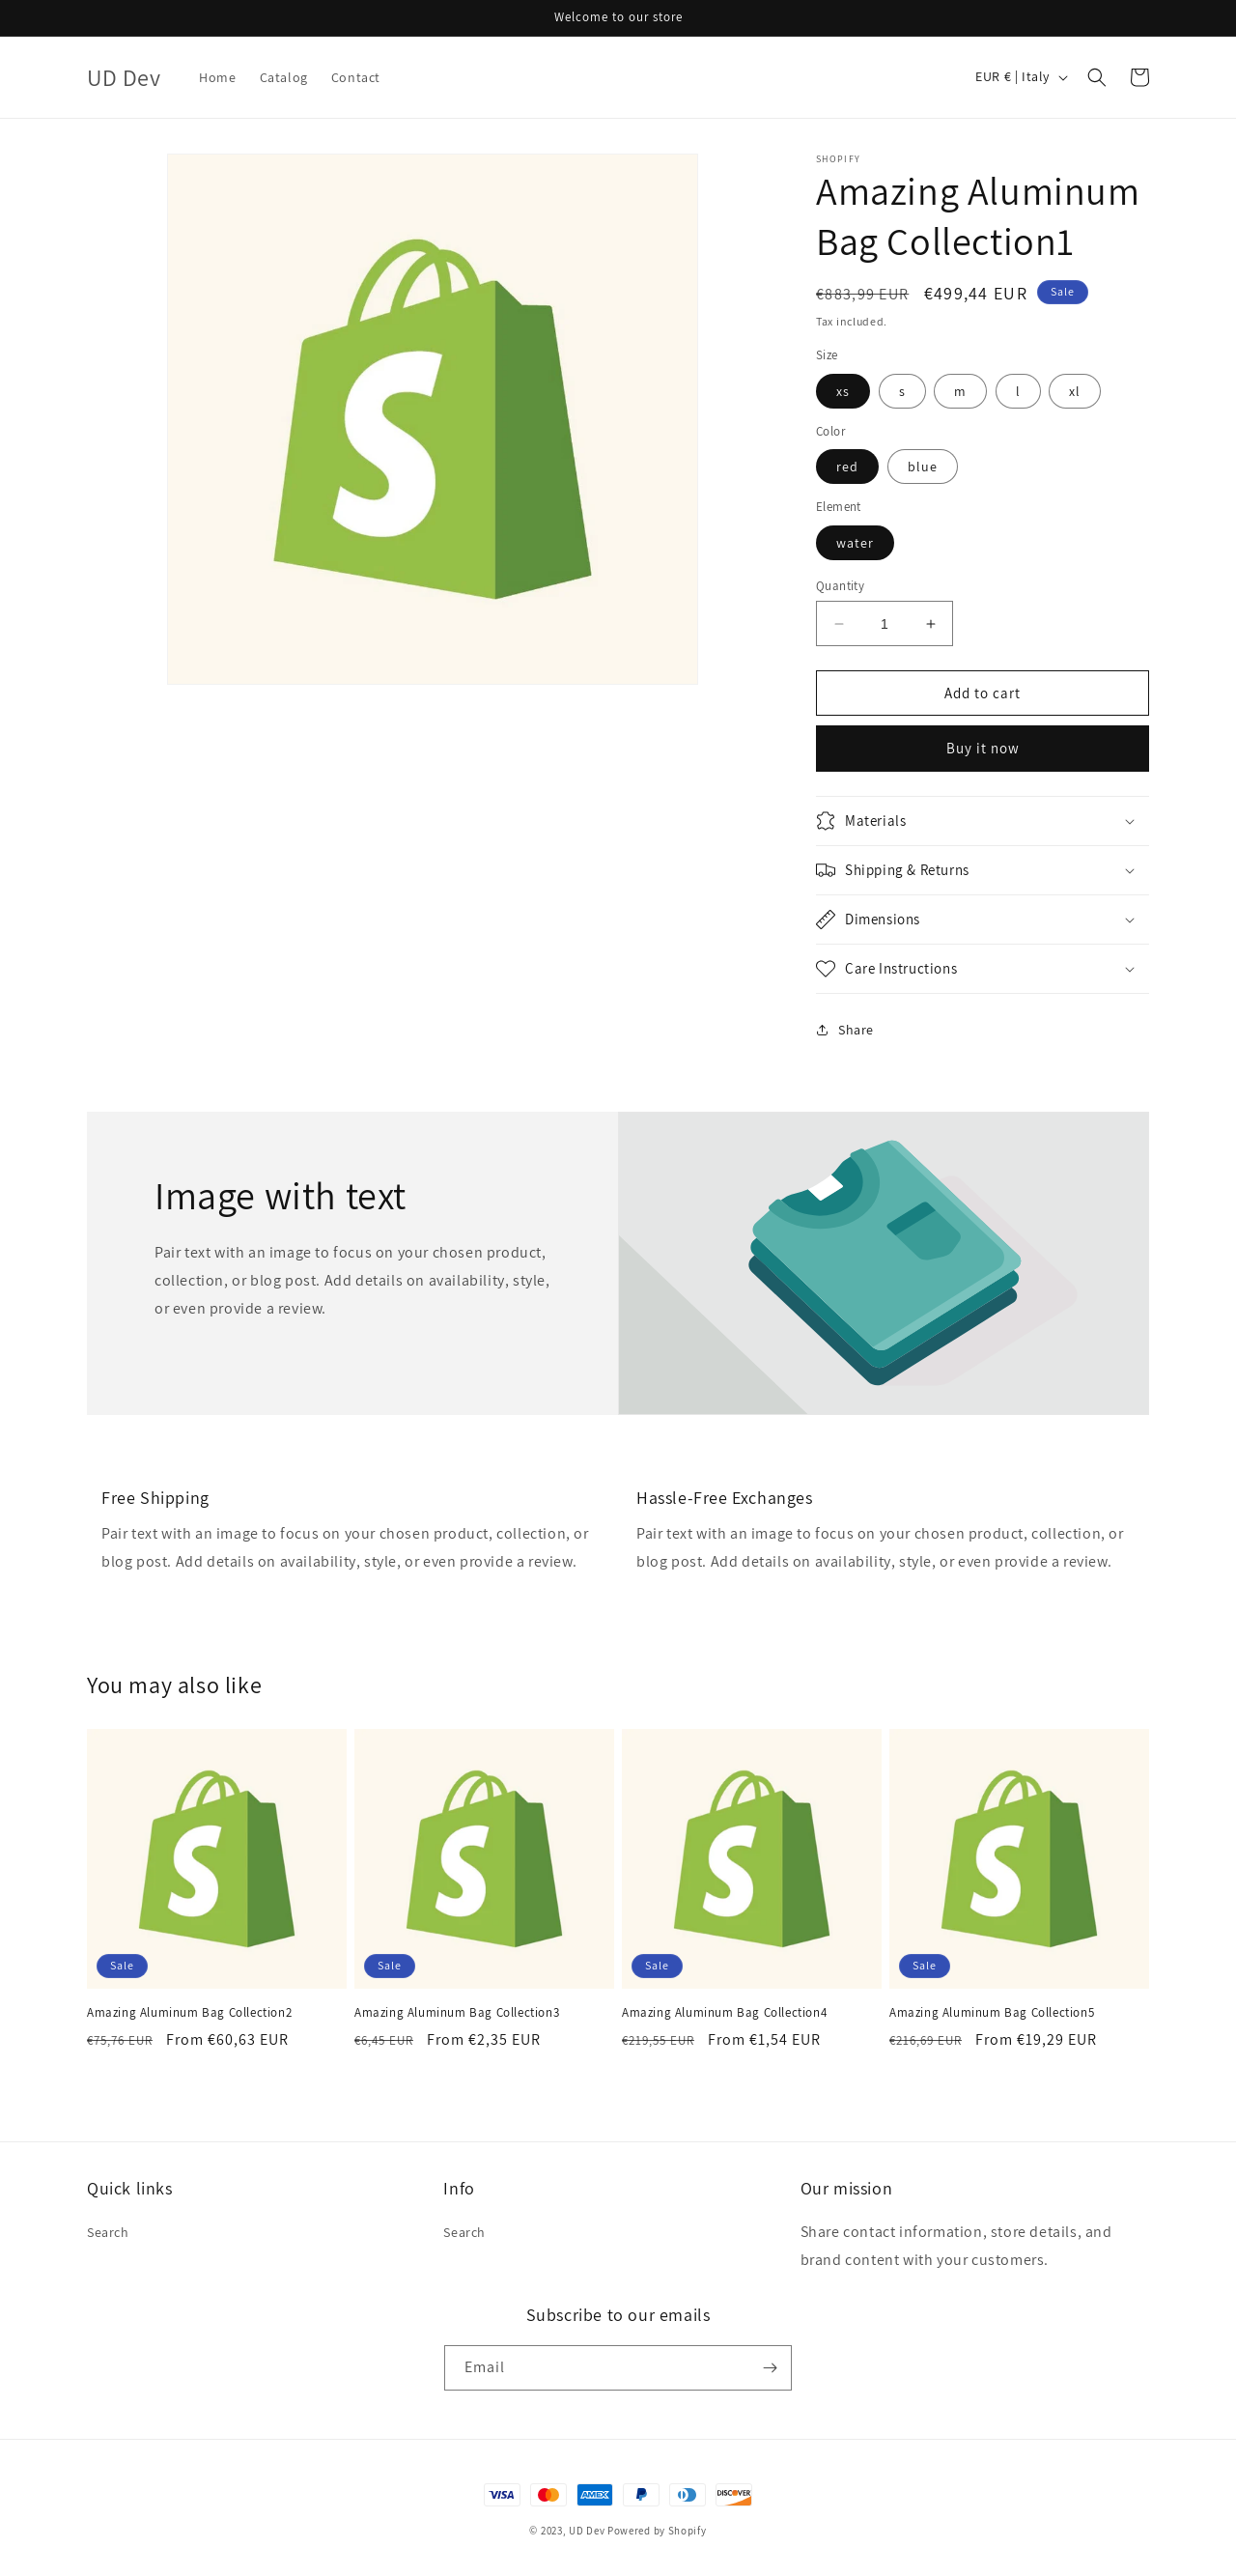 Welcome to our store
UD Dev
Home
Catalog
Contact
EUR € | Italy
SHOPIFY
Amazing Aluminum
Bag Collection1
€883,99 EUR €499,44 EUR Sale
Tax included.
Size
xs s m l xl
Color
red blue
Element
water
Quantity
− 1 +
Add to cart
Buy it now
Materials
Shipping & Returns
Dimensions
Care Instructions
Share
Image with text
Pair text with an image to focus on your chosen product,
collection, or blog post. Add details on availability, style,
or even provide a review.
Free Shipping
Pair text with an image to focus on your chosen product, collection, or
blog post. Add details on availability, style, or even provide a review.
Hassle-Free Exchanges
Pair text with an image to focus on your chosen product, collection, or
blog post. Add details on availability, style, or even provide a review.
You may also like
Sale
Amazing Aluminum Bag Collection2
€75,76 EUR From €60,63 EUR
Sale
Amazing Aluminum Bag Collection3
€6,45 EUR From €2,35 EUR
Sale
Amazing Aluminum Bag Collection4
€219,55 EUR From €1,54 EUR
Sale
Amazing Aluminum Bag Collection5
€216,69 EUR From €19,29 EUR
Quick links
Search
Info
Search
Our mission
Share contact information, store details, and
brand content with your customers.
Subscribe to our emails
Email
VISA AMEX DISCOVER
© 2023, UD Dev Powered by Shopify